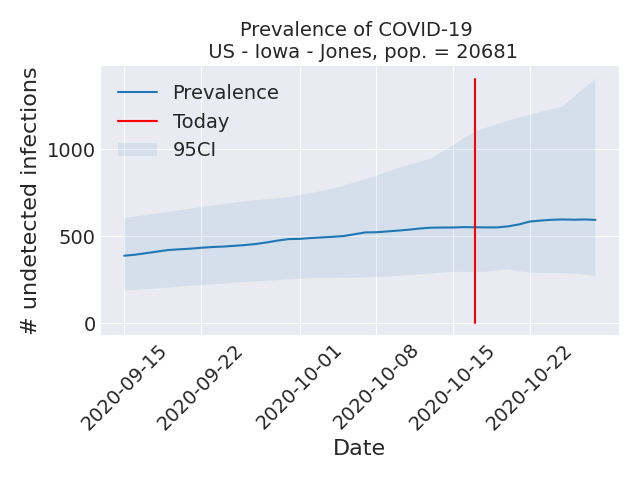 Prevalence of COVID-19
US - Iowa - Jones, pop. = 20681
# undetected infections
1000
500
0
Prevalence
Today
95CI
2020-09-15
2020-09-22
2020-10-01
2020-10-08
2020-10-15
2020-10-22
Date